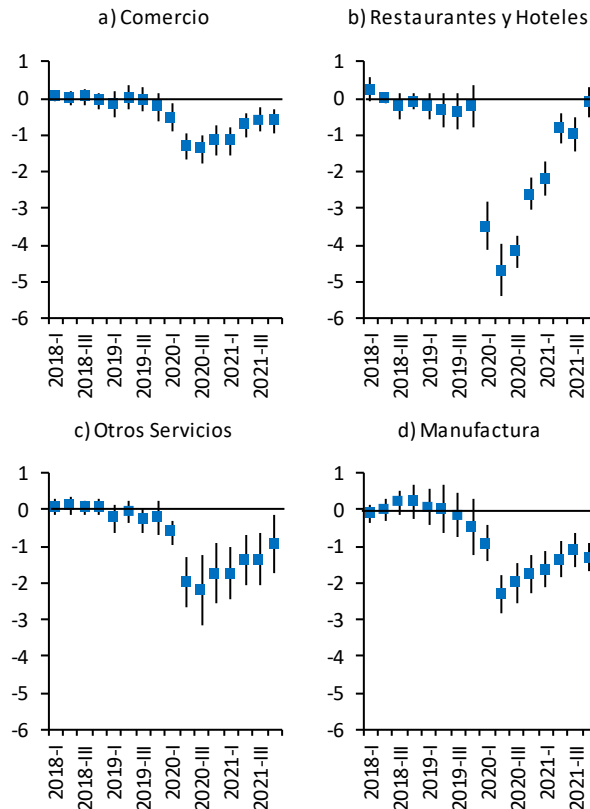 a) Comercio
1
0
-1
-2
-3
-4
-5
-6
2018-I
2018-III
2019-I
2019-III
2020-I
2020-III
2021-I
2021-III
b) Restaurantes y Hoteles
1
0
-1
-2
-3
-4
-5
-6
2018-I
2018-III
2019-I
2019-III
2020-I
2020-III
2021-I
2021-III
c) Otros Servicios
1
0
-1
-2
-3
-4
-5
-6
2018-I
2018-III
2019-I
2019-III
2020-I
2020-III
2021-I
2021-III
d) Manufactura
1
0
-1
-2
-3
-4
-5
-6
2018-I
2018-III
2019-I
2019-III
2020-I
2020-III
2021-I
2021-III